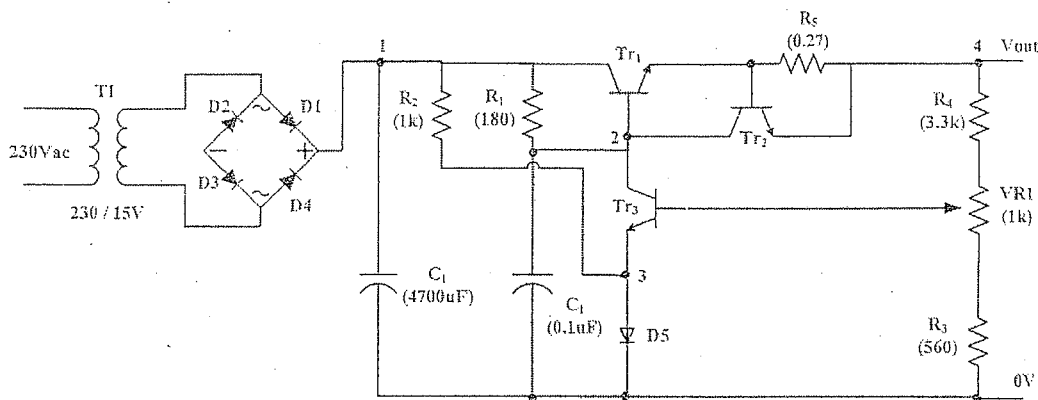 R5
(0.27)
1
4
Vout
Tr1
T1
D2
D1
R2
(1k)
R1
(180)
R4
(3.3k)
Tr2
2
230Vac
~
−
+
~
D3
D4
Tr3
VR1
(1k)
230 / 15V
3
C1
(4700uF)
C1
(0.1uF)
D5
R3
(560)
0V